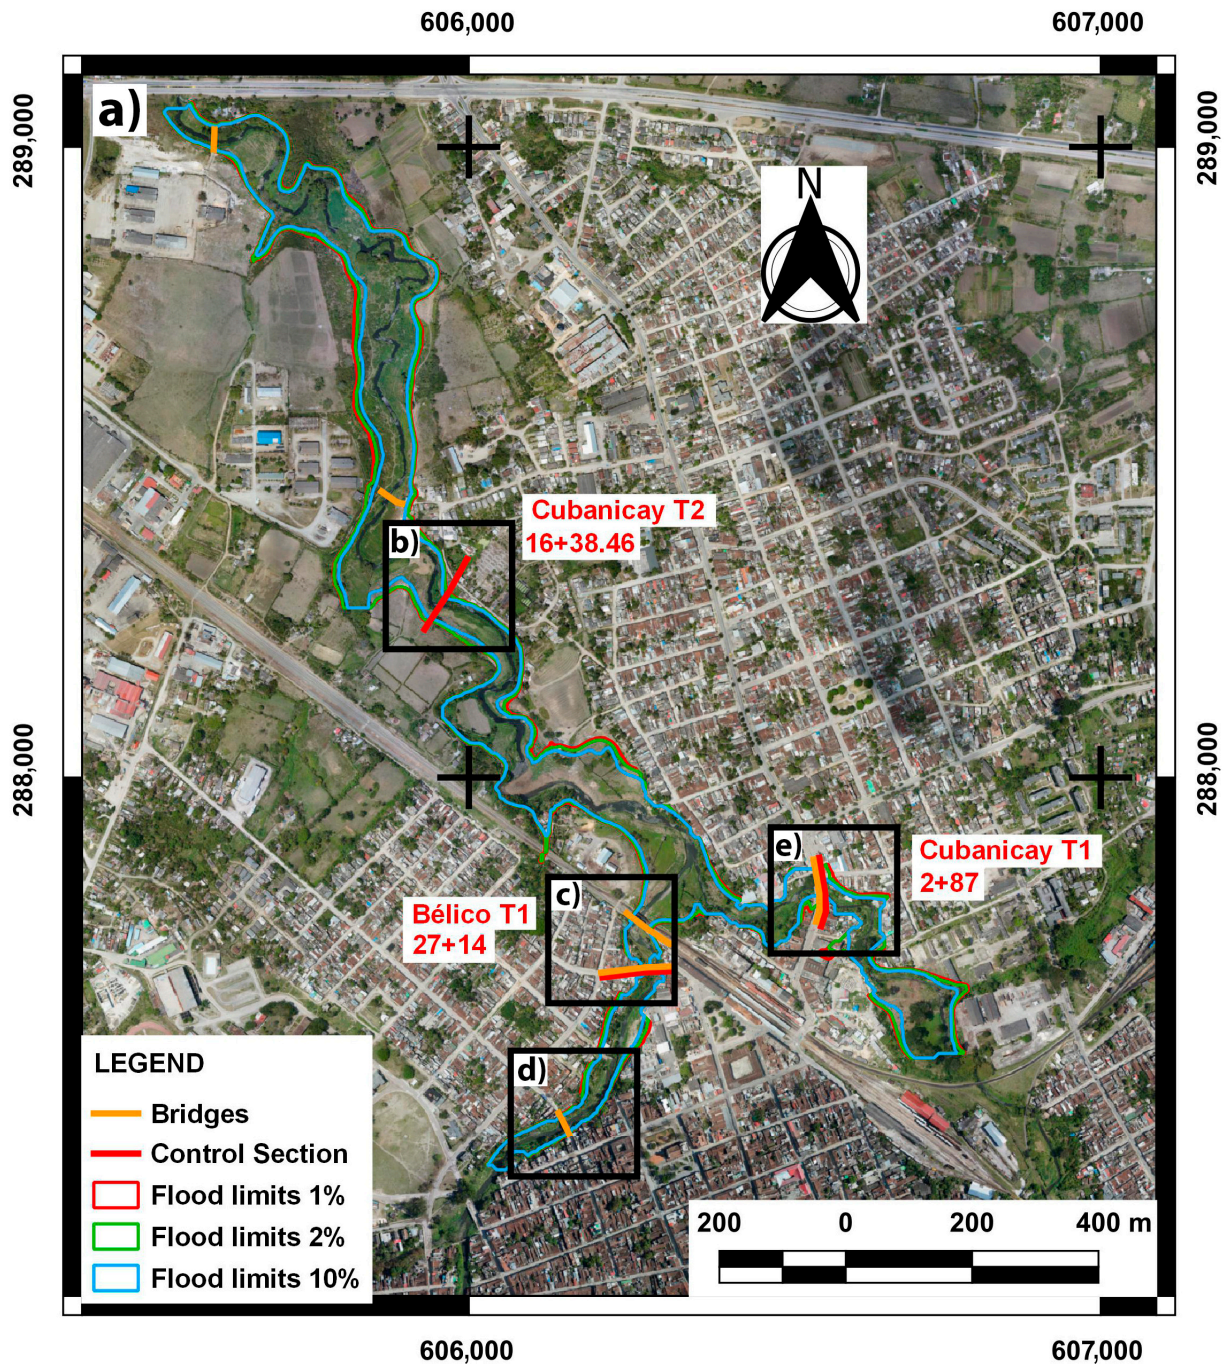 606,000
607,000
a)
289,000
289,000
N
Cubanicay T2
16+38.46
b)
288,000
288,000
e)
Cubanicay T1
2+87
c)
Bélico T1
27+14
d)
LEGEND
Bridges
Control Section
Flood limits 1%
Flood limits 2%
Flood limits 10%
200 0 200 400 m
606,000
607,000